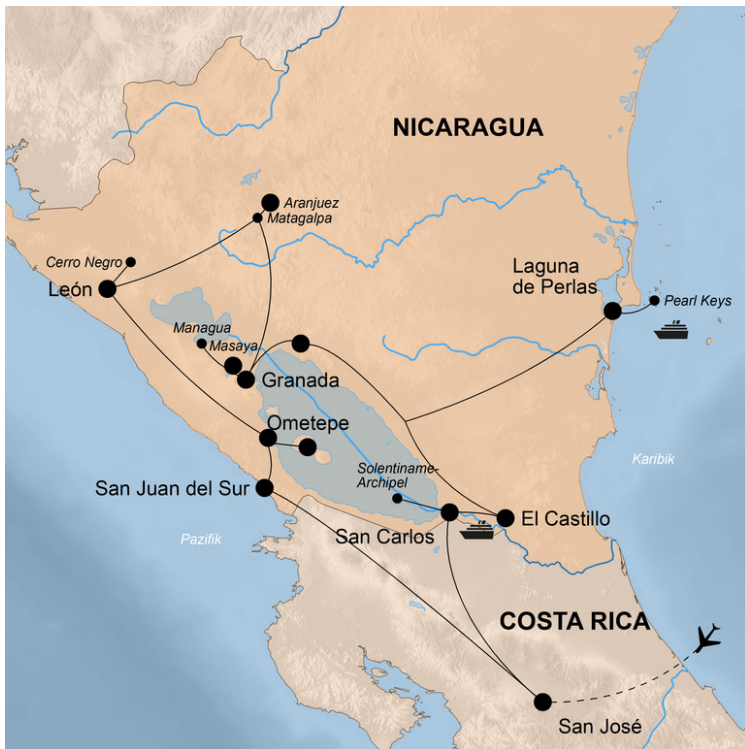 NICARAGUA
Aranjuez
Matagalpa
Cerro Negro
León
Laguna
de Perlas
Pearl Keys
Managua
Masaya
Granada
Ometepe
Solentiname-
Archipel
Karibik
San Juan del Sur
El Castillo
San Carlos
Pazifik
COSTA RICA
San José